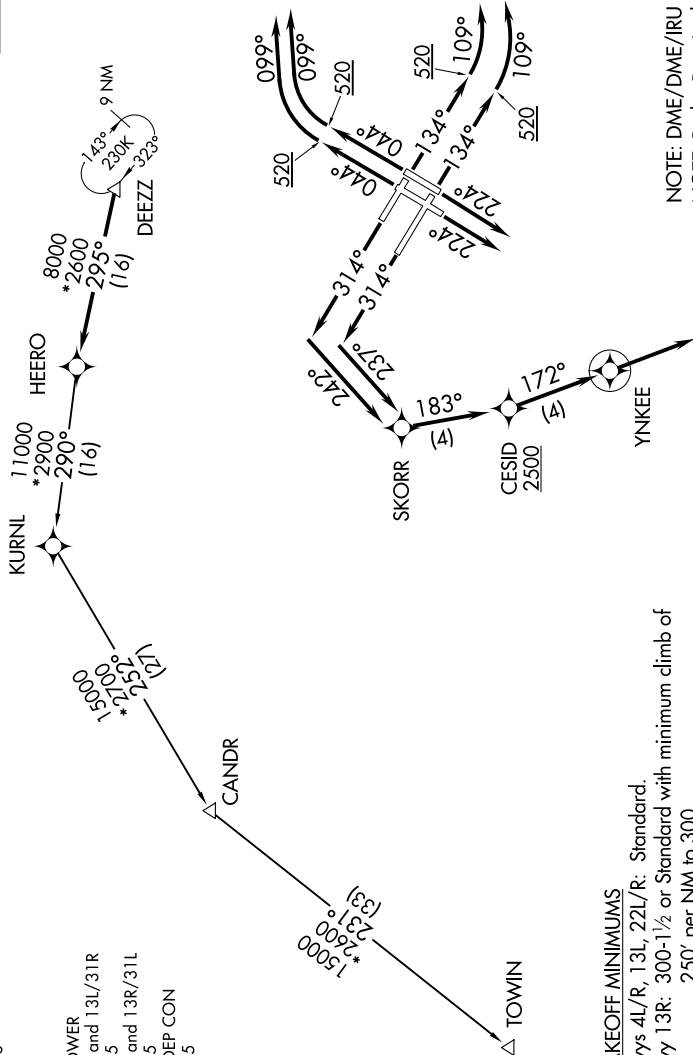 OWER
and 13L/31R
5
and 13R/31L
5
DEP CON
5
TOWIN
15000
*2600
231°
(33)
CANDR
15000
*2700
252°
(27)
KURNL
11000
*2900
290°
(16)
HEERO
8000
*2600
295°
(16)
DEEZZ
143°
230K
323°
9 NM
099°
099°
520
520
044°
044°
109°
109°
520
520
134°
134°
224°
224°
314°
314°
242°
237°
SKORR
183°
(4)
CESID
2500
172°
(4)
YNKEE
KEOFF MINIMUMS
ys 4L/R, 13L, 22L/R: Standard.
y 13R: 300-1½ or Standard with minimum climb of
250' per NM to 300
NOTE: DME/DME/IRU